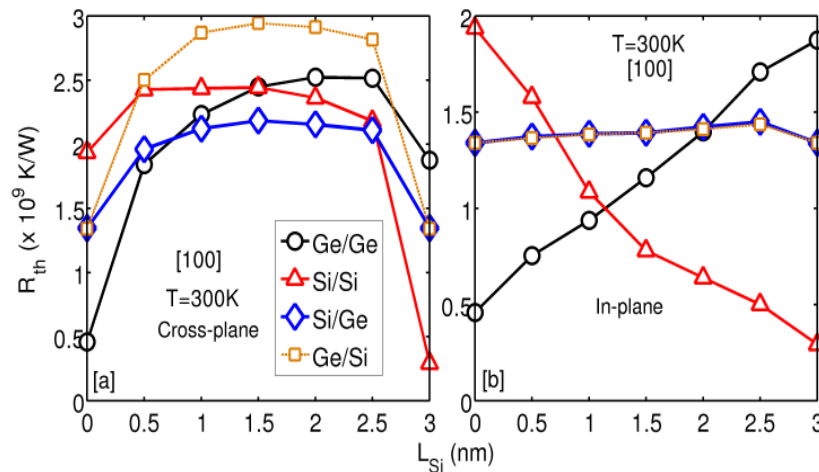 3
2.5
2
1.5
1
0.5
0
R_th (x 10^9 K/W)
[100]
T=300K
Cross-plane
Ge/Ge
Si/Si
Si/Ge
Ge/Si
[a]
0 0.5 1 1.5 2 2.5 3
2
1.5
1
0.5
0
T=300K
[100]
In-plane
[b]
0 0.5 1 1.5 2 2.5 3
L_Si (nm)